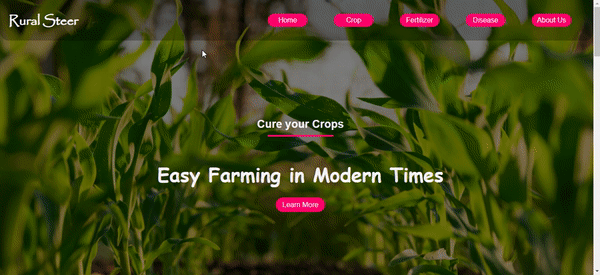 Rural Steer
Home Crop Fertilizer Disease About Us
Cure your Crops
Easy Farming in Modern Times
Learn More